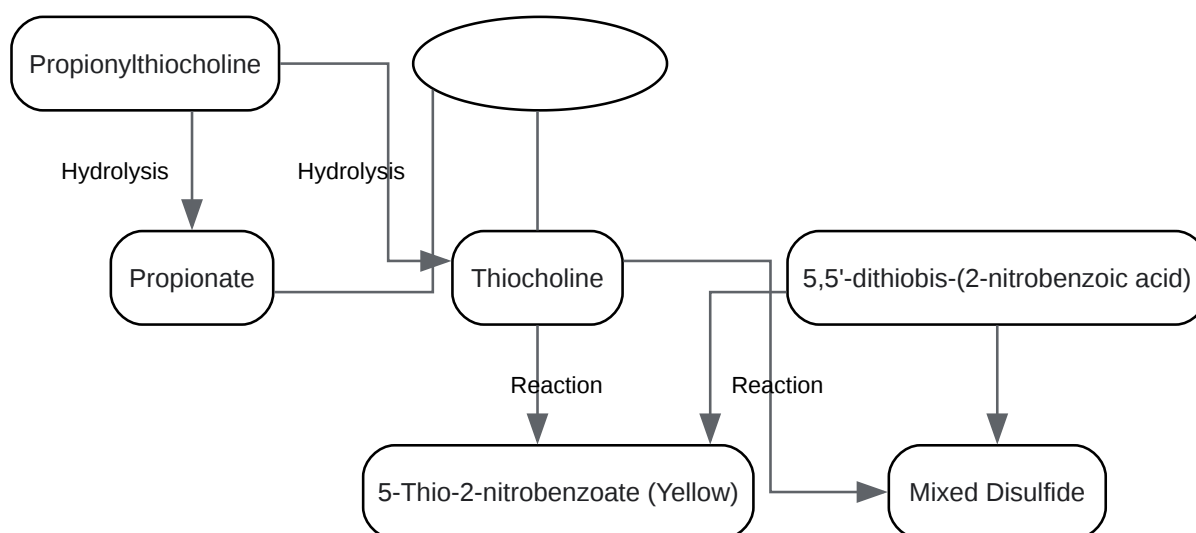 Propionylthiocholine
Hydrolysis
Hydrolysis
Propionate
Thiocholine
5,5'-dithiobis-(2-nitrobenzoic acid)
Reaction
Reaction
5-Thio-2-nitrobenzoate (Yellow)
Mixed Disulfide